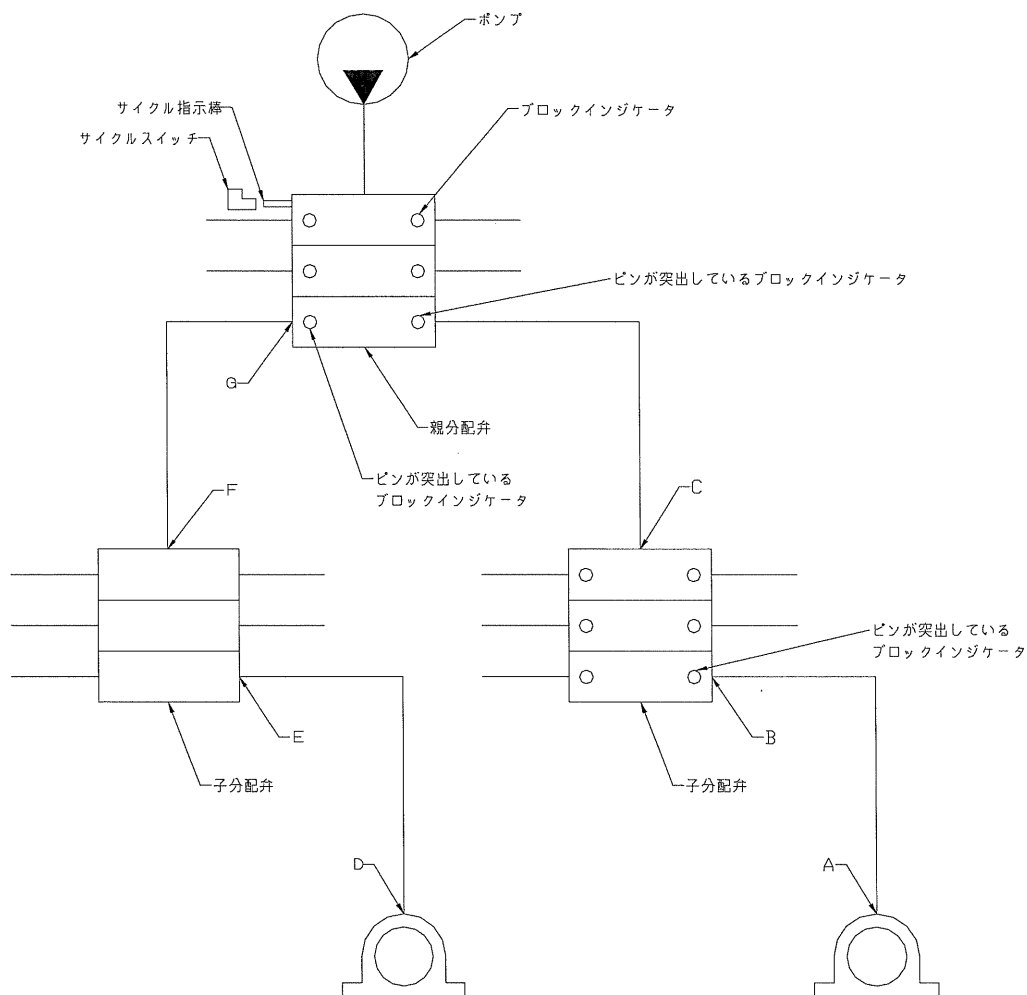 ポンプ
サイクル指示棒
ブロックインジケータ
サイクルスイッチ
ピンが突出しているブロックインジケータ
G
親分配弁
ピンが突出している
ブロックインジケータ
F
C
ピンが突出している
ブロックインジケータ
E
B
子分配弁
子分配弁
D
A